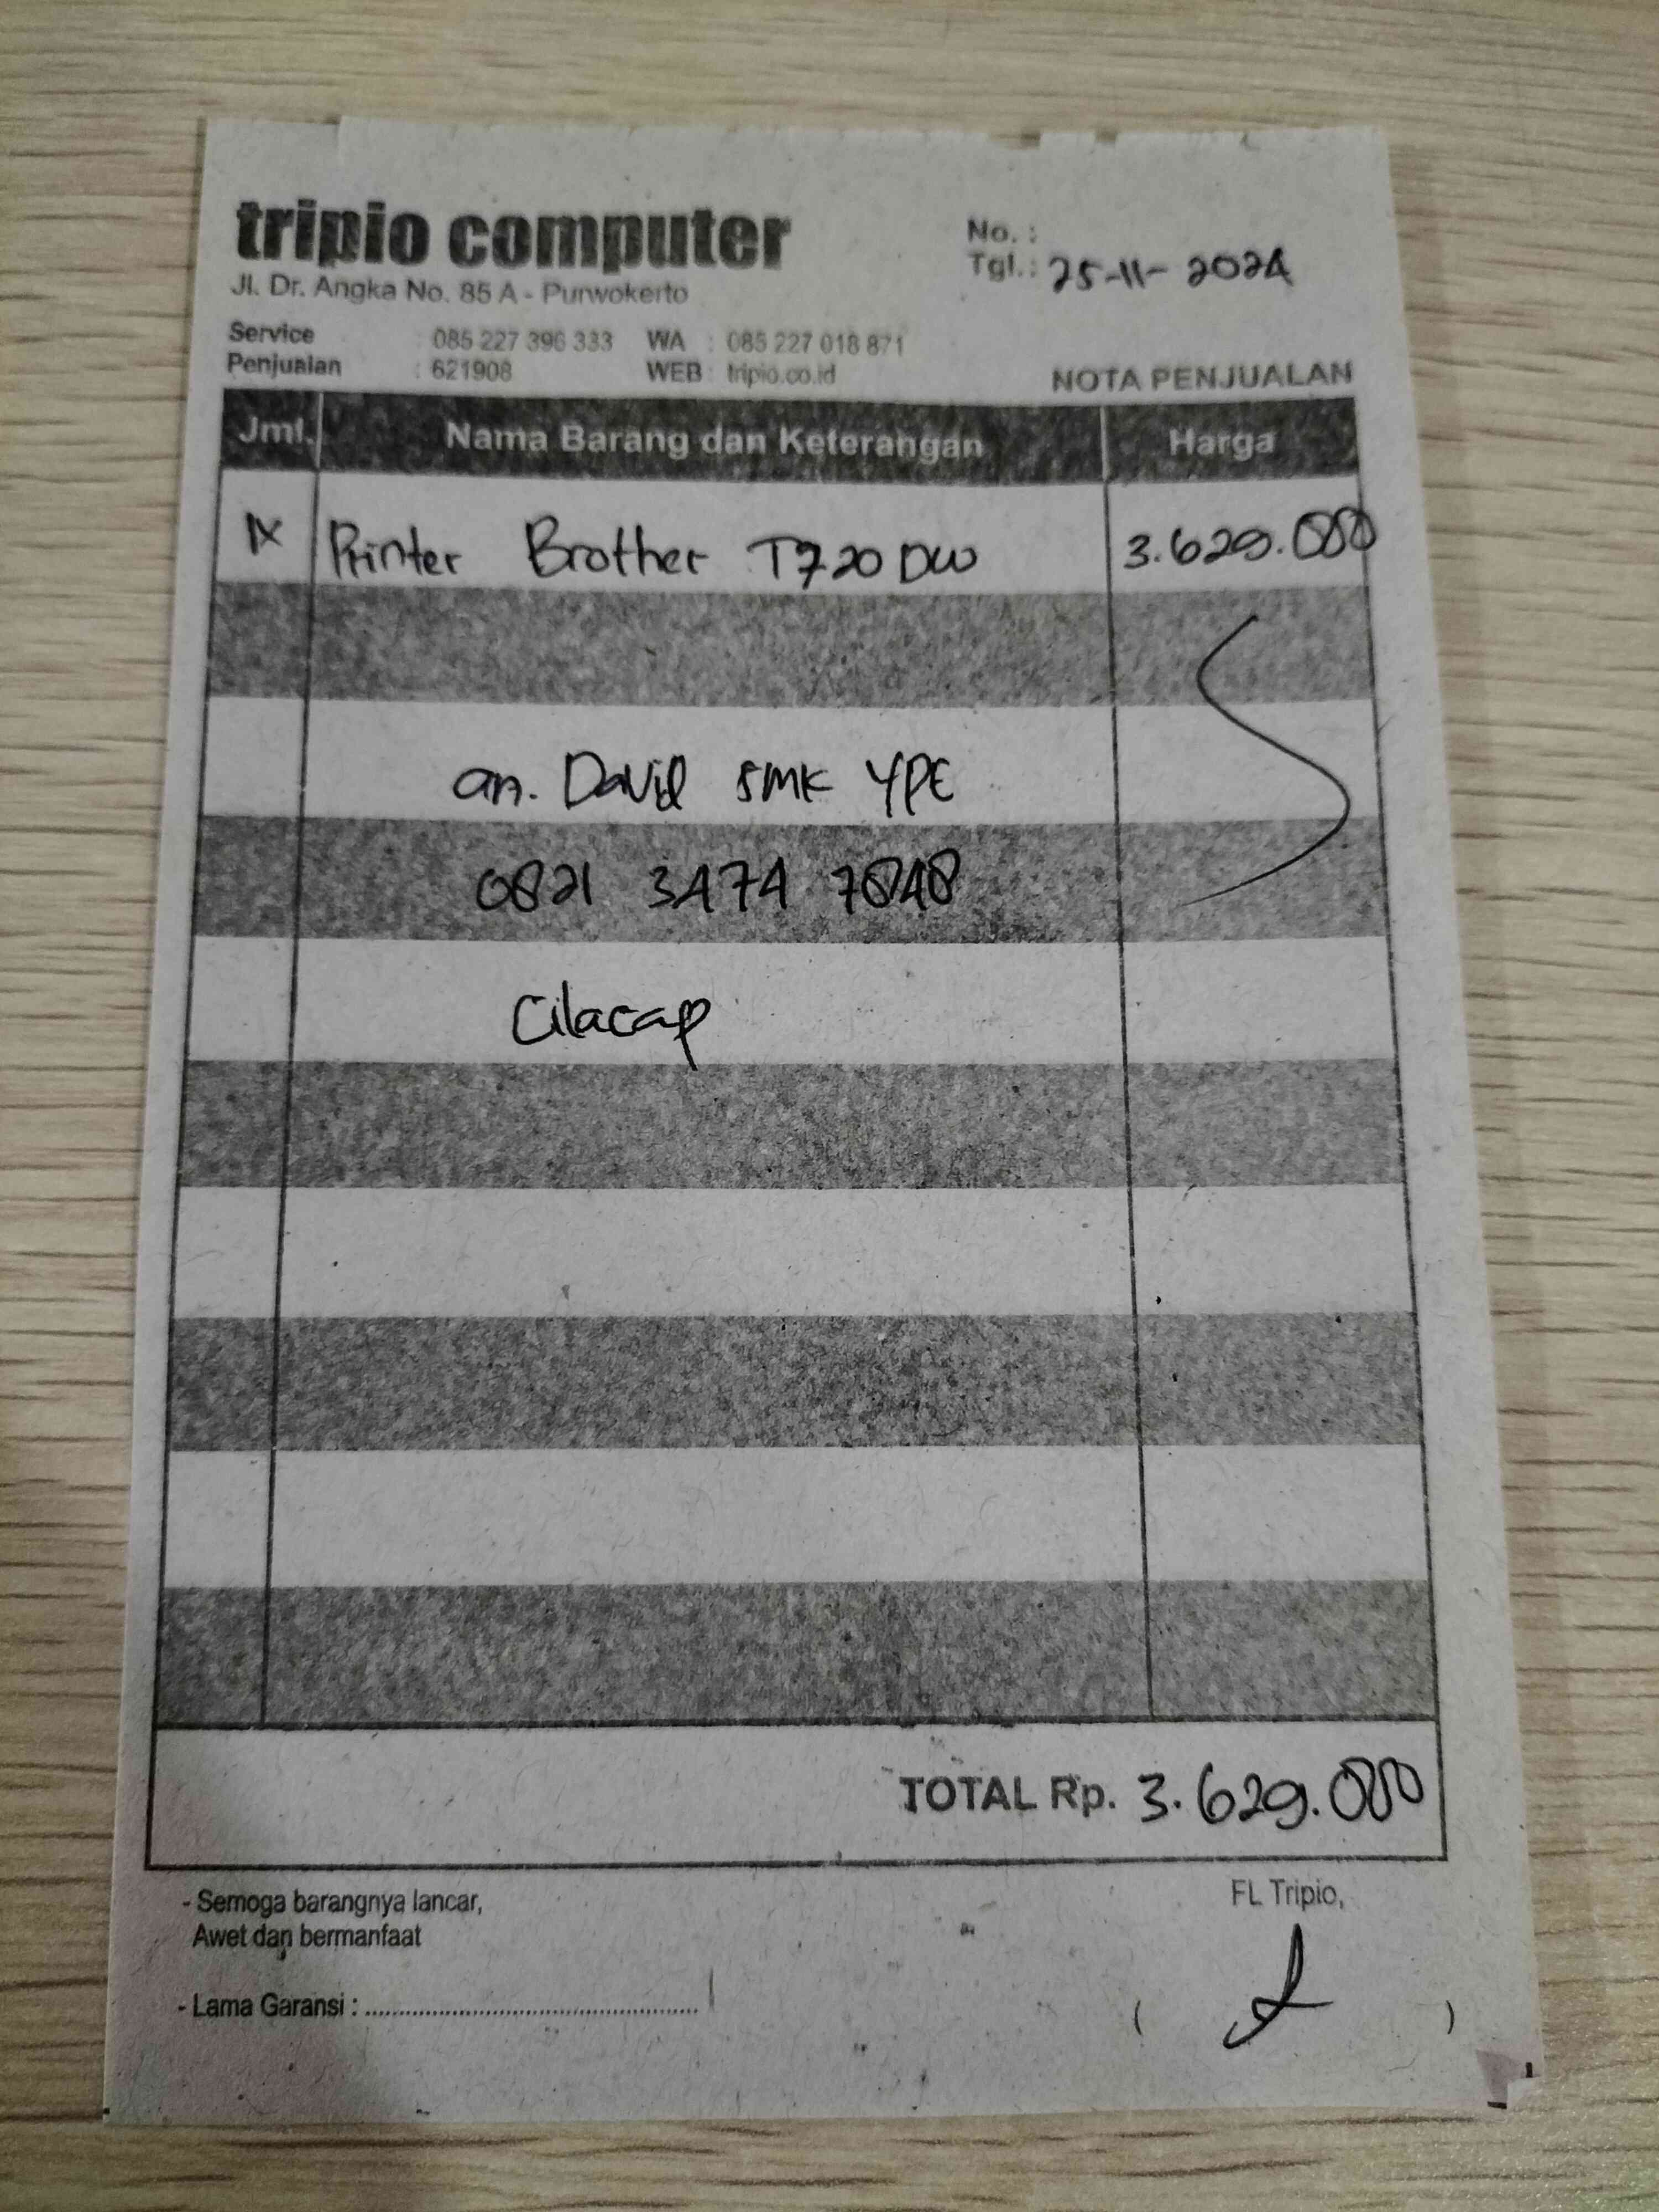 tripio computer
Jl. Dr. Angka No. 85 A - Purwokerto
No. :
Tgl.: 25-11-2024
Service : 085 227 396 333 WA : 085 227 018 871
Penjualan : 621908 WEB : tripio.co.id
NOTA PENJUALAN
Jml. Nama Barang dan Keterangan Harga
1x Printer Brother T720DW 3.629.000
an. David SMK YPE
0821 3474 7848
Cilacap
TOTAL Rp. 3.629.000
- Semoga barangnya lancar,
Awet dan bermanfaat
FL Tripio,
- Lama Garansi : ........................................................
( )